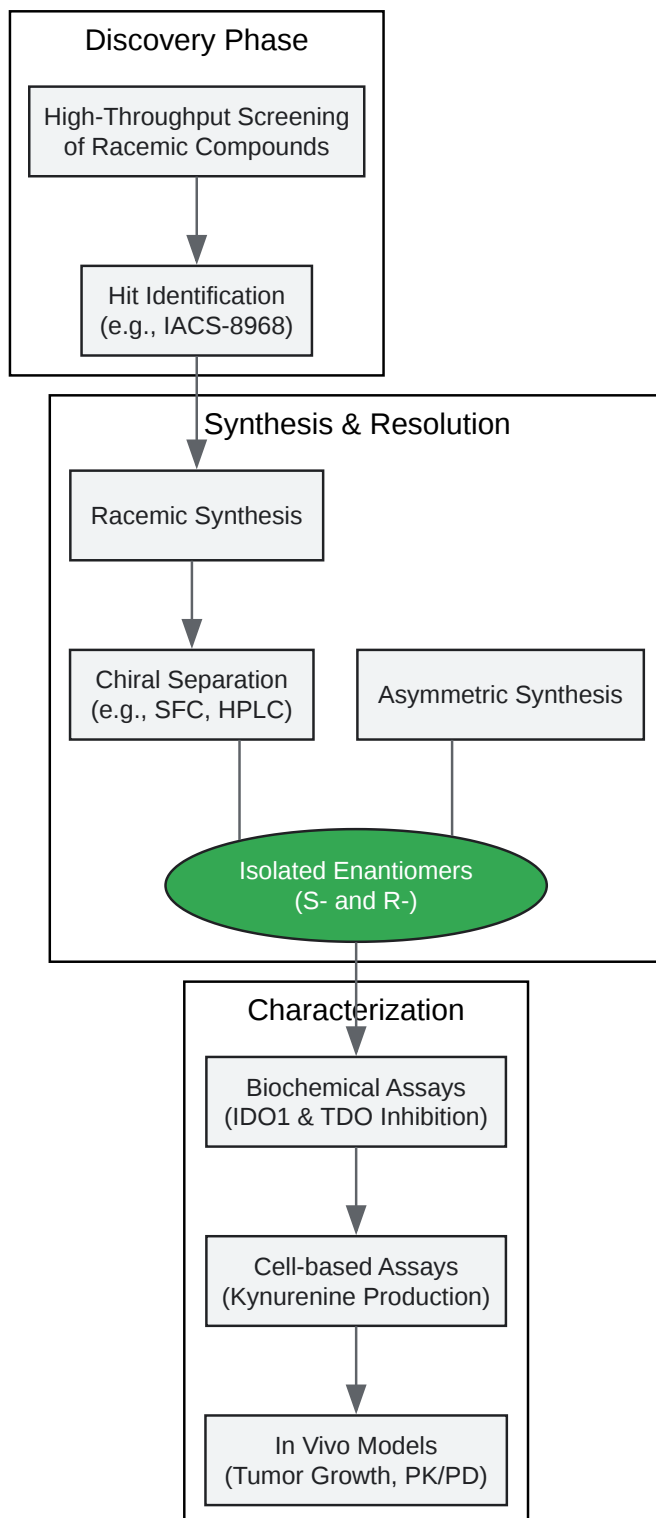 Discovery Phase
High-Throughput Screening
of Racemic Compounds
Hit Identification
(e.g., IACS-8968)
Synthesis & Resolution
Racemic Synthesis
Chiral Separation
(e.g., SFC, HPLC)
Asymmetric Synthesis
Isolated Enantiomers
(S- and R-)
Characterization
Biochemical Assays
(IDO1 & TDO Inhibition)
Cell-based Assays
(Kynurenine Production)
In Vivo Models
(Tumor Growth, PK/PD)